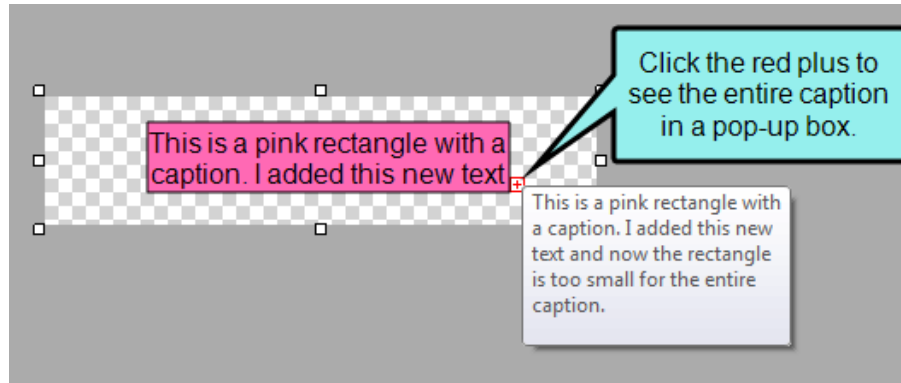 Click the red plus to
see the entire caption
in a pop-up box.
This is a pink rectangle with a
caption. I added this new text
This is a pink rectangle with
a caption. I added this new
text and now the rectangle
is too small for the entire
caption.